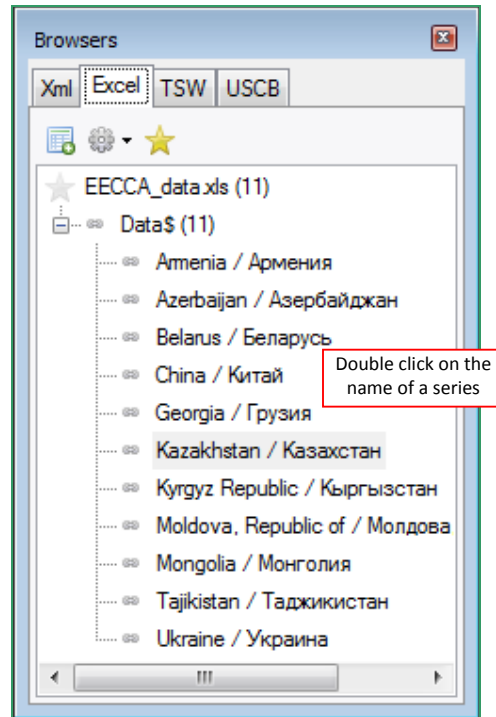 Browsers
Xml Excel TSW USCB
EECCA_data.xls (11)
Data$ (11)
Armenia / Армения
Azerbaijan / Азербайджан
Belarus / Беларусь
China / Китай
Double click on the
name of a series
Georgia / Грузия
Kazakhstan / Казахстан
Kyrgyz Republic / Кыргызстан
Moldova, Republic of / Молдова
Mongolia / Монголия
Tajikistan / Таджикистан
Ukraine / Украина